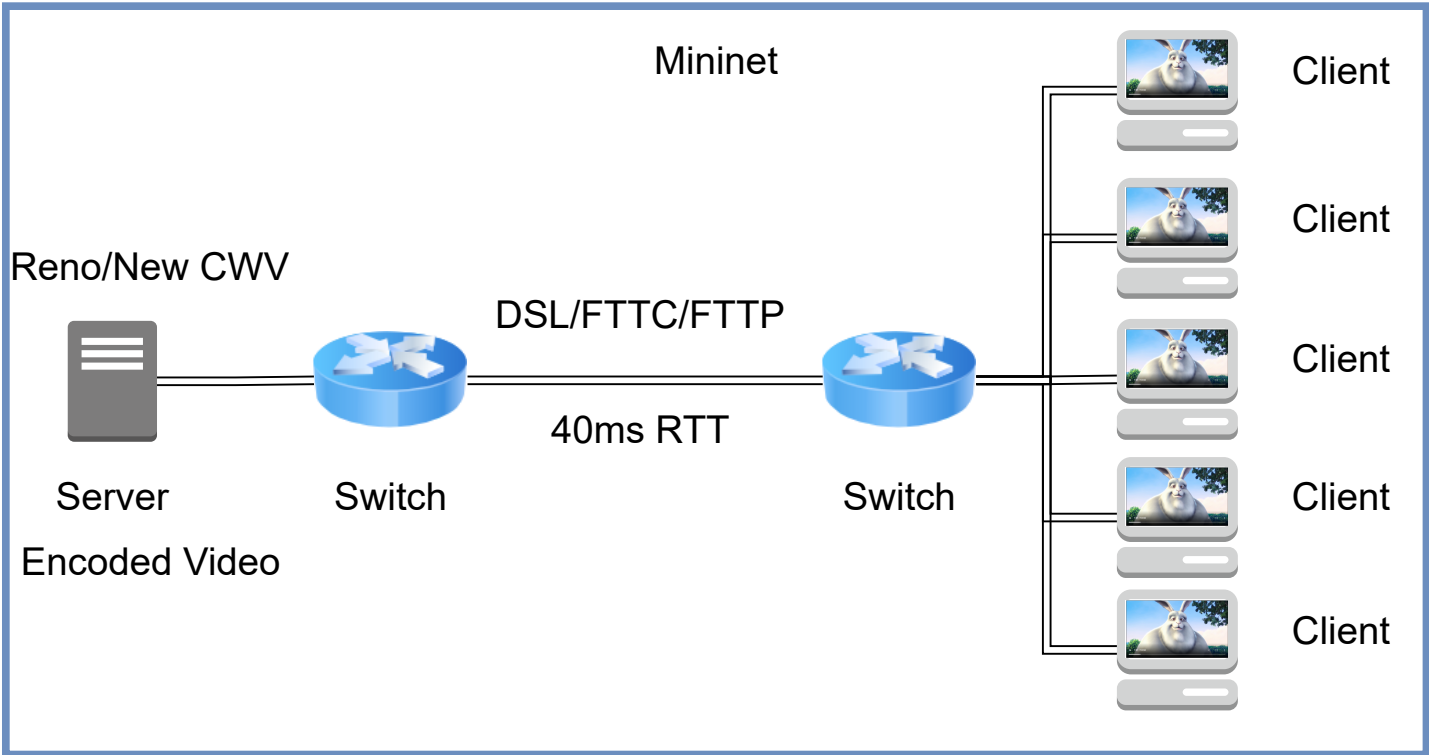 Mininet
Client
Client
Reno/New CWV
DSL/FTTC/FTTP
Client
40ms RTT
Server
Switch
Switch
Client
Encoded Video
Client